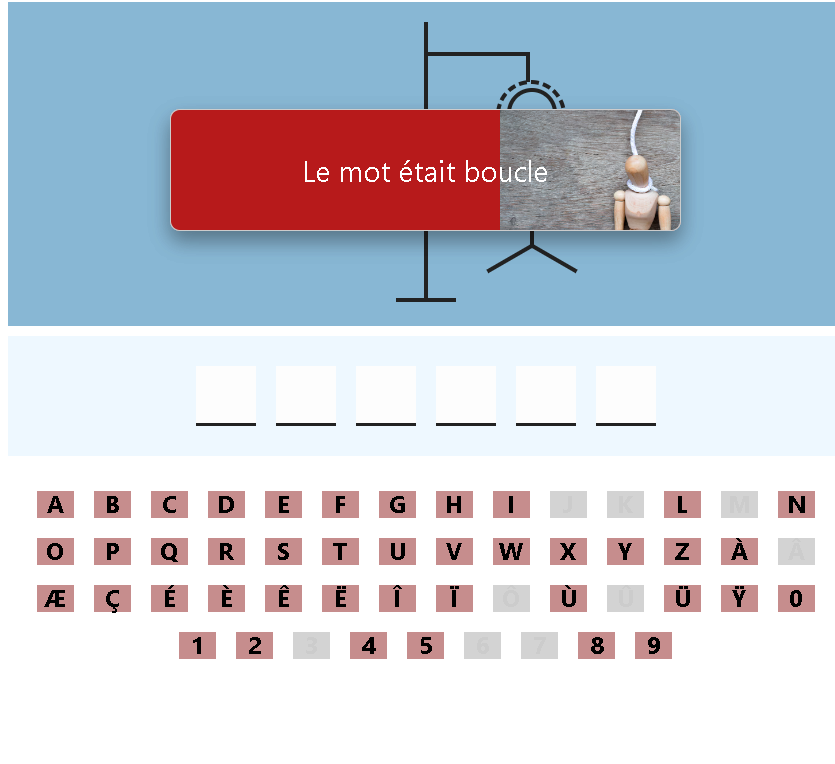 Le mot était boucle
A B C D E F G H I J K L M N
O P Q R S T U V W X Y Z À Â
Æ Ç É È Ê Ë Î Ï Ô Ù Û Ü Ÿ 0
1 2 3 4 5 6 7 8 9